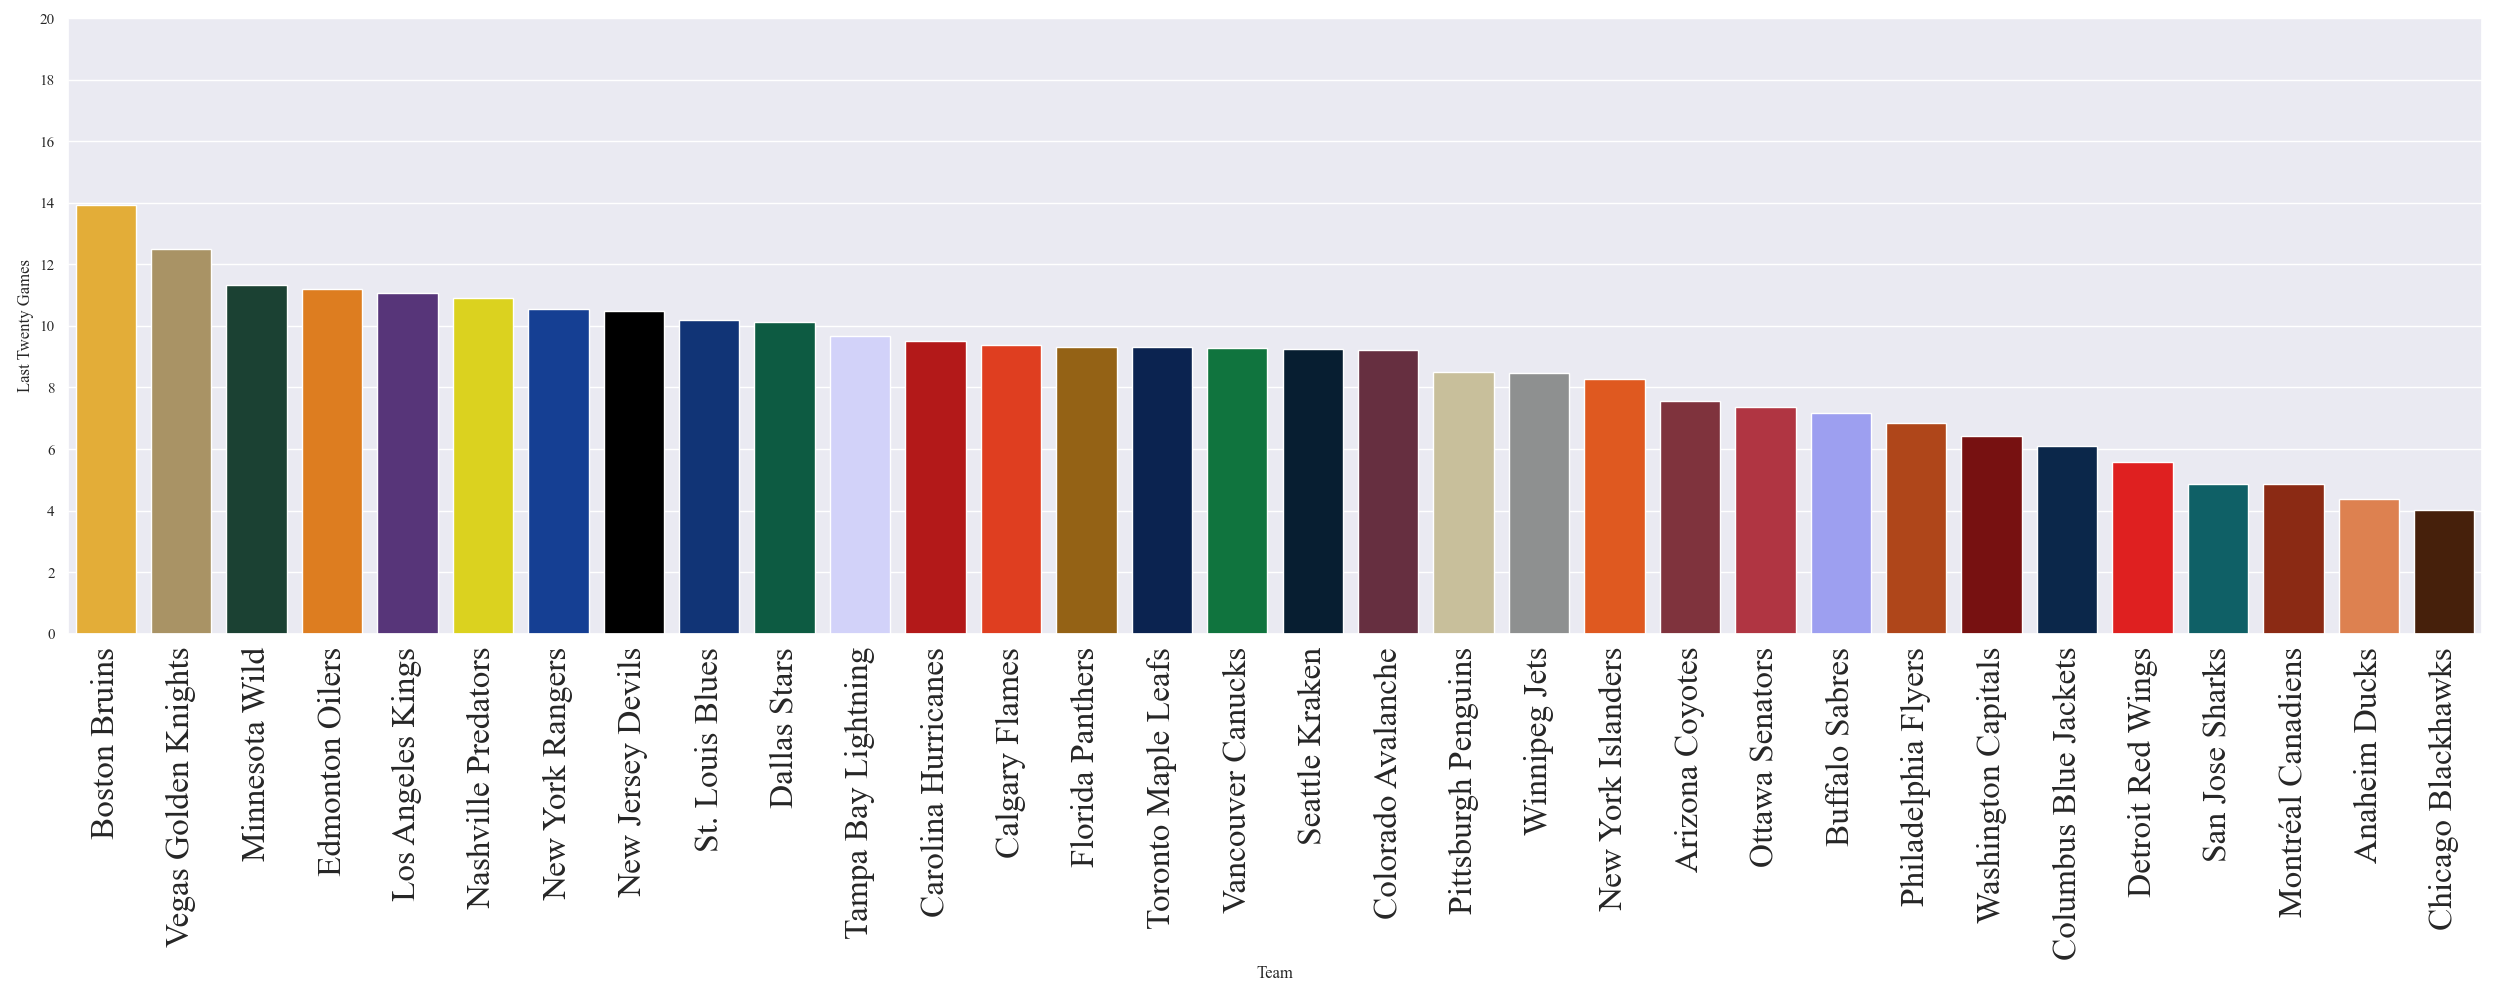 20
18
16
14
12
10
8
6
4
2
0
Last Twenty Games
Boston Bruins
Vegas Golden Knights
Minnesota Wild
Edmonton Oilers
Los Angeles Kings
Nashville Predators
New York Rangers
New Jersey Devils
St. Louis Blues
Dallas Stars
Tampa Bay Lightning
Carolina Hurricanes
Calgary Flames
Florida Panthers
Toronto Maple Leafs
Vancouver Canucks
Seattle Kraken
Colorado Avalanche
Pittsburgh Penguins
Winnipeg Jets
New York Islanders
Arizona Coyotes
Ottawa Senators
Buffalo Sabres
Philadelphia Flyers
Washington Capitals
Columbus Blue Jackets
Detroit Red Wings
San Jose Sharks
Montréal Canadiens
Anaheim Ducks
Chicago Blackhawks
Team